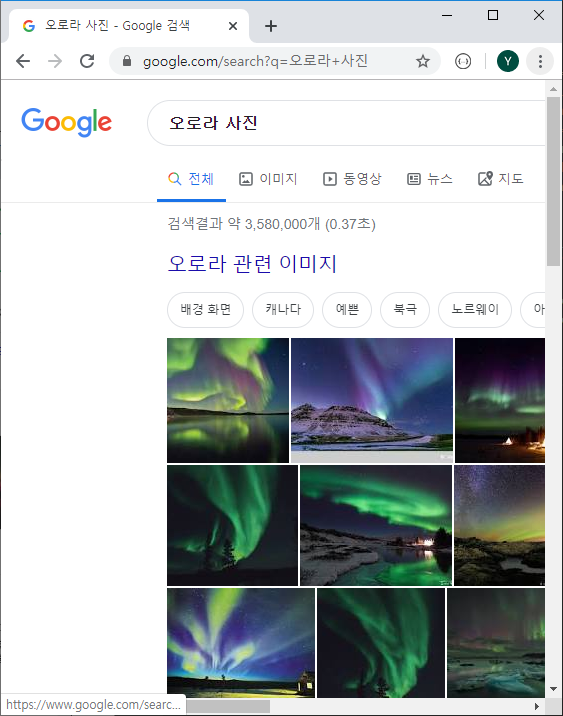 오로라 사진 - Google 검색
google.com/search?q=오로라+사진
Y
Google
오로라 사진
전체 이미지 동영상 뉴스 지도
검색결과 약 3,580,000개 (0.37초)
오로라 관련 이미지
배경 화면 캐나다 예쁜 북극 노르웨이 아
https://www.google.com/searc...